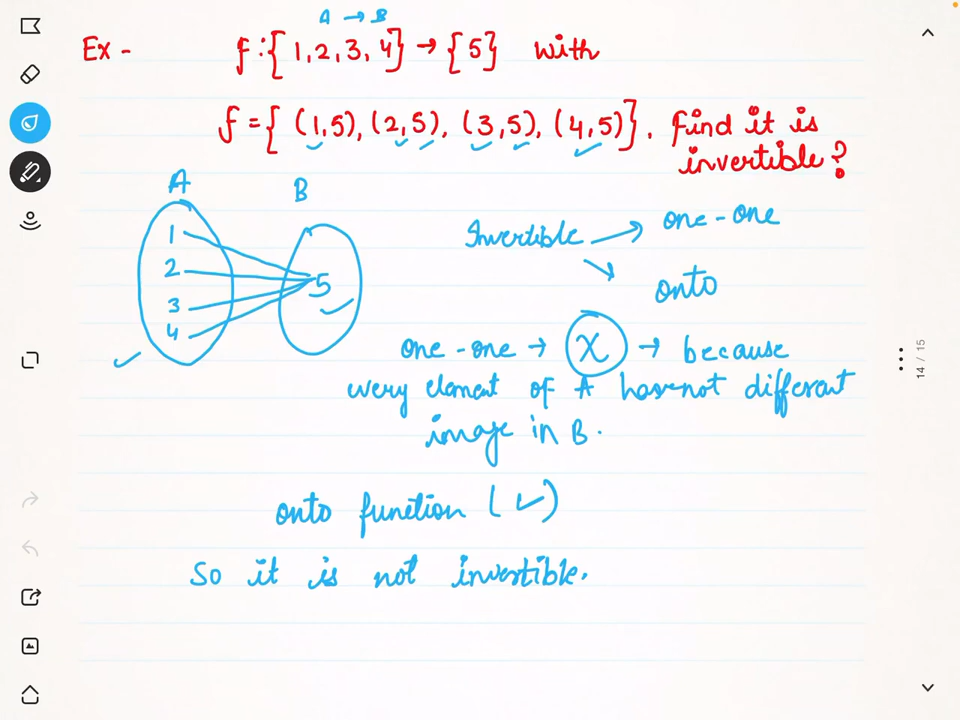 A → B
Ex - f : { 1, 2, 3, 4 } → { 5 } with
f = { (1,5), (2,5), (3,5), (4,5) }. find it is
invertible?
A B
1
2
3
4
5
Invertible → one-one
↘ onto
one-one → X → because
every element of A have not different
image in B.
onto function ( ✓ )
So it is not invertible.
14 / 15